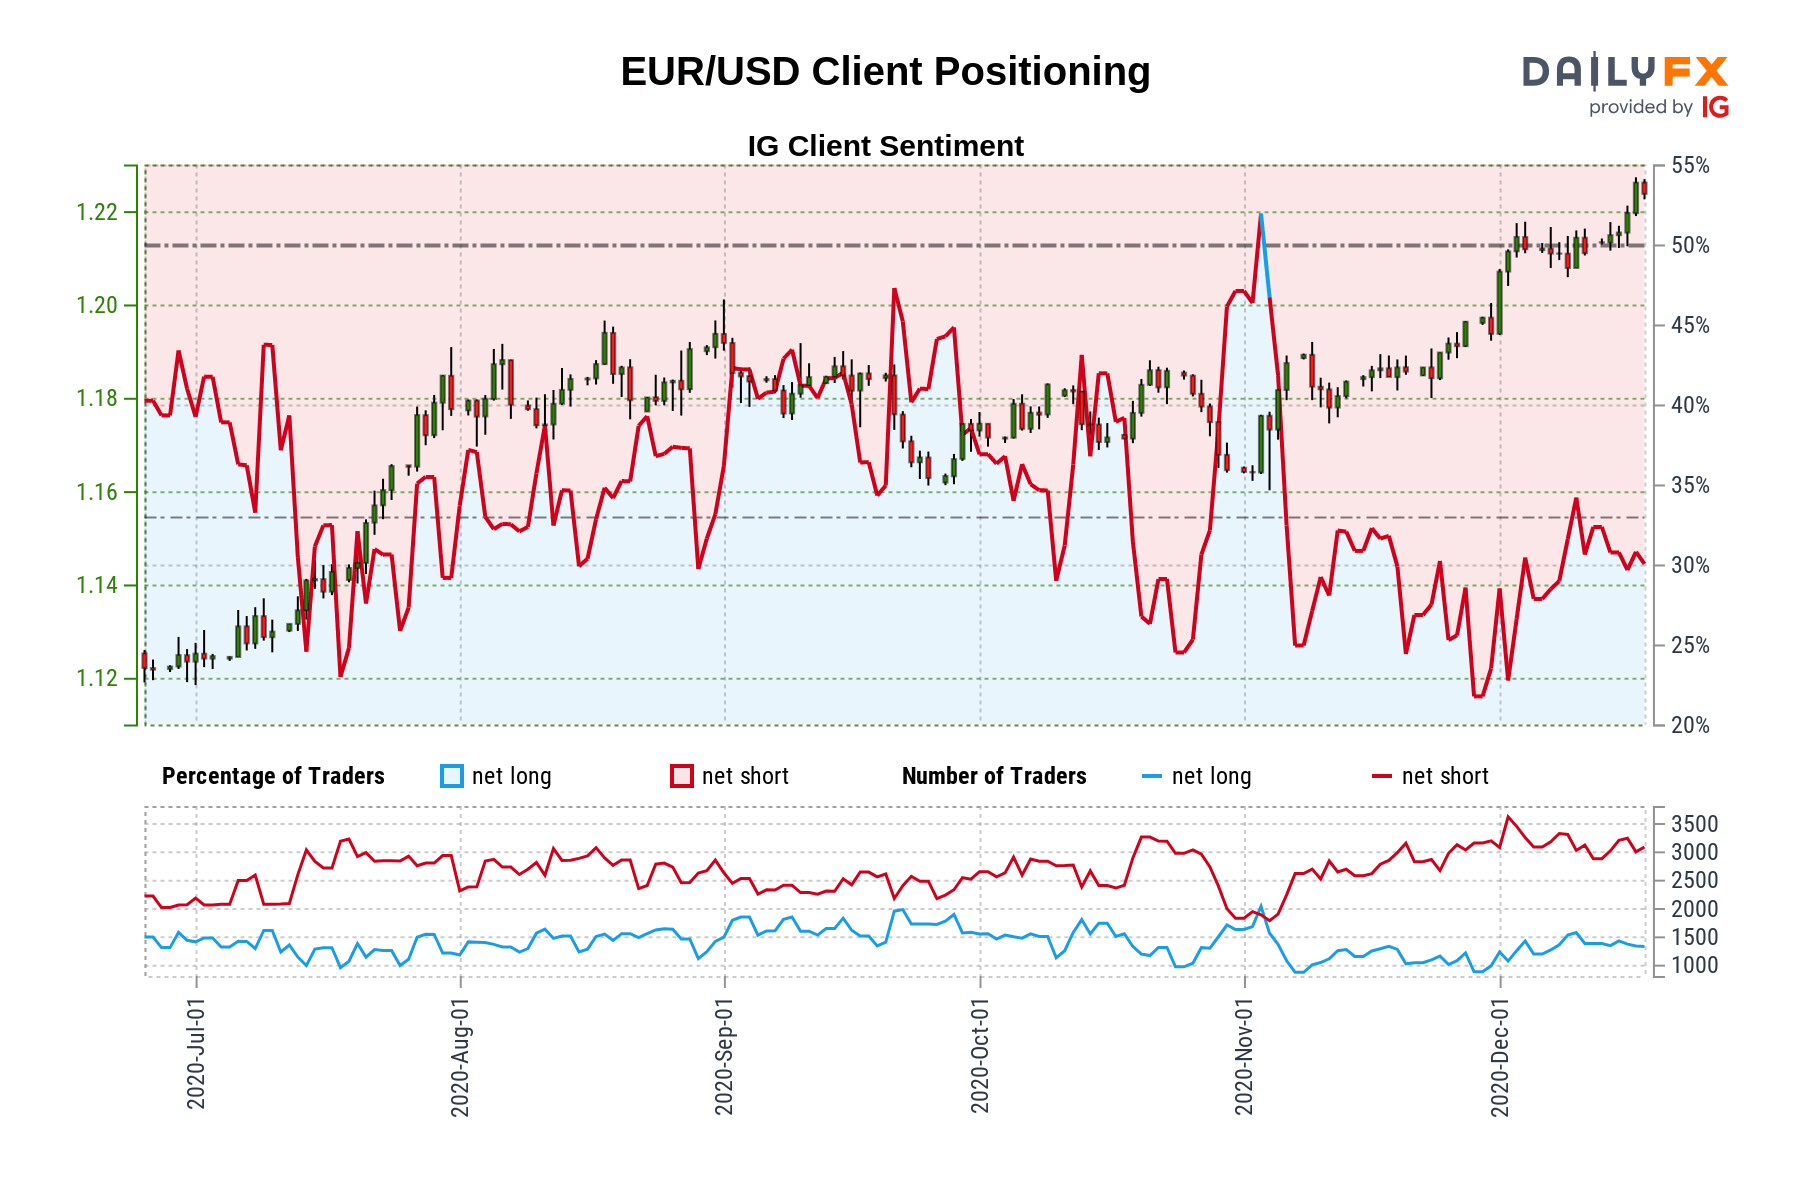 EUR/USD Client Positioning
DAILYFX
provided by IG
IG Client Sentiment
1.22
1.20
1.18
1.16
1.14
1.12
55%
50%
45%
40%
35%
30%
25%
20%
Percentage of Traders net long net short Number of Traders net long net short
3500
3000
2500
2000
1500
1000
2020-Jul-01
2020-Aug-01
2020-Sep-01
2020-Oct-01
2020-Nov-01
2020-Dec-01